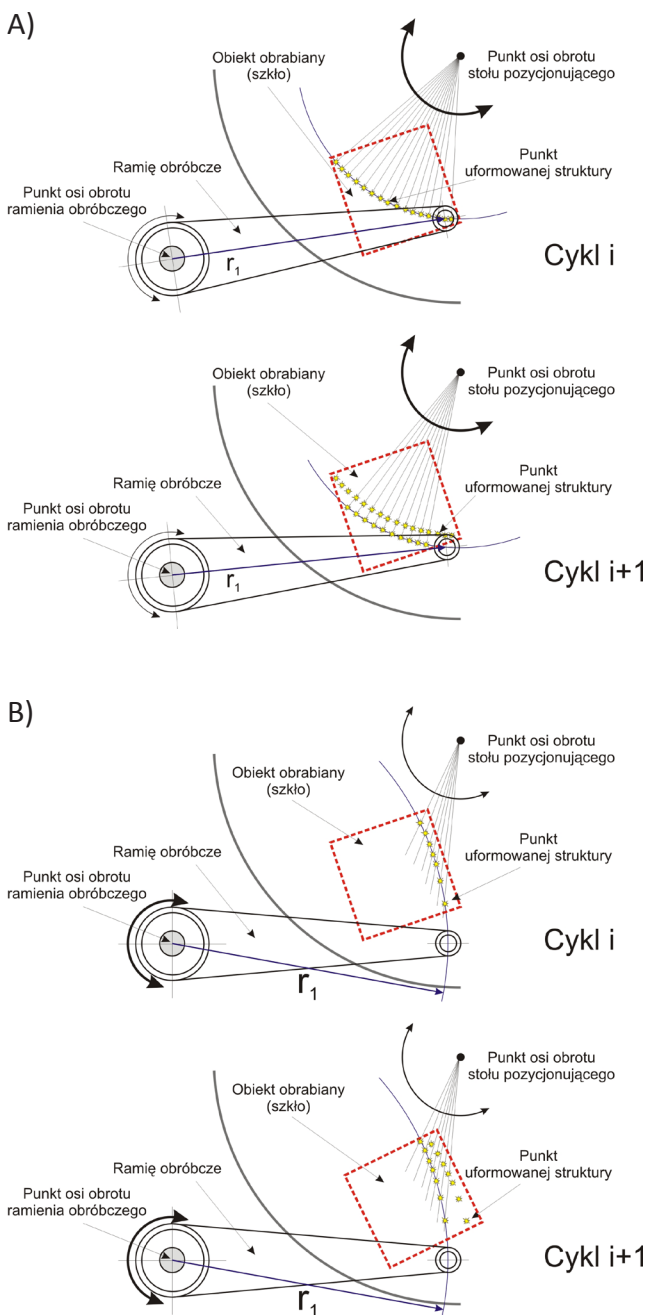 A)
Obiekt obrabiany
(szkło)
Punkt osi obrotu
stołu pozycjonującego
Ramię obróbcze
Punkt
uformowanej struktury
Punkt osi obrotu
ramienia obróbczego
r1
Cykl i
Obiekt obrabiany
(szkło)
Punkt osi obrotu
stołu pozycjonującego
Ramię obróbcze
Punkt
uformowanej struktury
Punkt osi obrotu
ramienia obróbczego
r1
Cykl i+1
B)
Punkt osi obrotu
stołu pozycjonującego
Obiekt obrabiany
(szkło)
Ramię obróbcze
Punkt
uformowanej struktury
Punkt osi obrotu
ramienia obróbczego
Cykl i
r1
Punkt osi obrotu
stołu pozycjonującego
Obiekt obrabiany
(szkło)
Ramię obróbcze
Punkt
uformowanej struktury
Punkt osi obrotu
ramienia obróbczego
Cykl i+1
r1